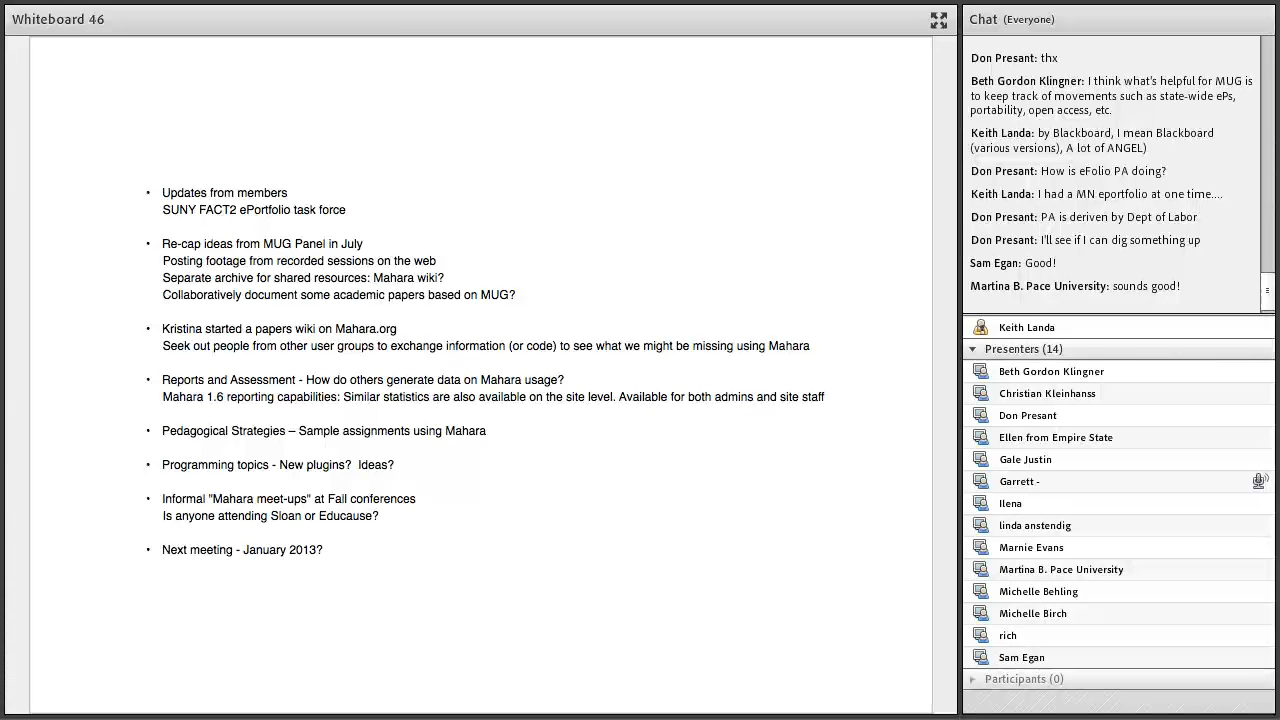 Whiteboard 46
• Updates from members
SUNY FACT2 ePortfolio task force
• Re-cap ideas from MUG Panel in July
Posting footage from recorded sessions on the web
Separate archive for shared resources: Mahara wiki?
Collaboratively document some academic papers based on MUG?
• Kristina started a papers wiki on Mahara.org
Seek out people from other user groups to exchange information (or code) to see what we might be missing using Mahara
• Reports and Assessment - How do others generate data on Mahara usage?
Mahara 1.6 reporting capabilities: Similar statistics are also available on the site level. Available for both admins and site staff
• Pedagogical Strategies – Sample assignments using Mahara
• Programming topics - New plugins?  Ideas?
• Informal "Mahara meet-ups" at Fall conferences
Is anyone attending Sloan or Educause?
• Next meeting - January 2013?
Chat (Everyone)
Don Presant: thx
Beth Gordon Klingner: I think what's helpful for MUG is
to keep track of movements such as state-wide ePs,
portability, open access, etc.
Keith Landa: by Blackboard, I mean Blackboard
(various versions), A lot of ANGEL)
Don Presant: How is eFolio PA doing?
Keith Landa: I had a MN eportfolio at one time....
Don Presant: PA is derived by Dept of Labor
Don Presant: I'll see if I can dig something up
Sam Egan: Good!
Martina B. Pace University: sounds good!
Keith Landa
Presenters (14)
Beth Gordon Klingner
Christian Kleinhanss
Don Presant
Ellen from Empire State
Gale Justin
Garrett -
Ilena
linda anstendig
Marnie Evans
Martina B. Pace University
Michelle Behling
Michelle Birch
rich
Sam Egan
Participants (0)